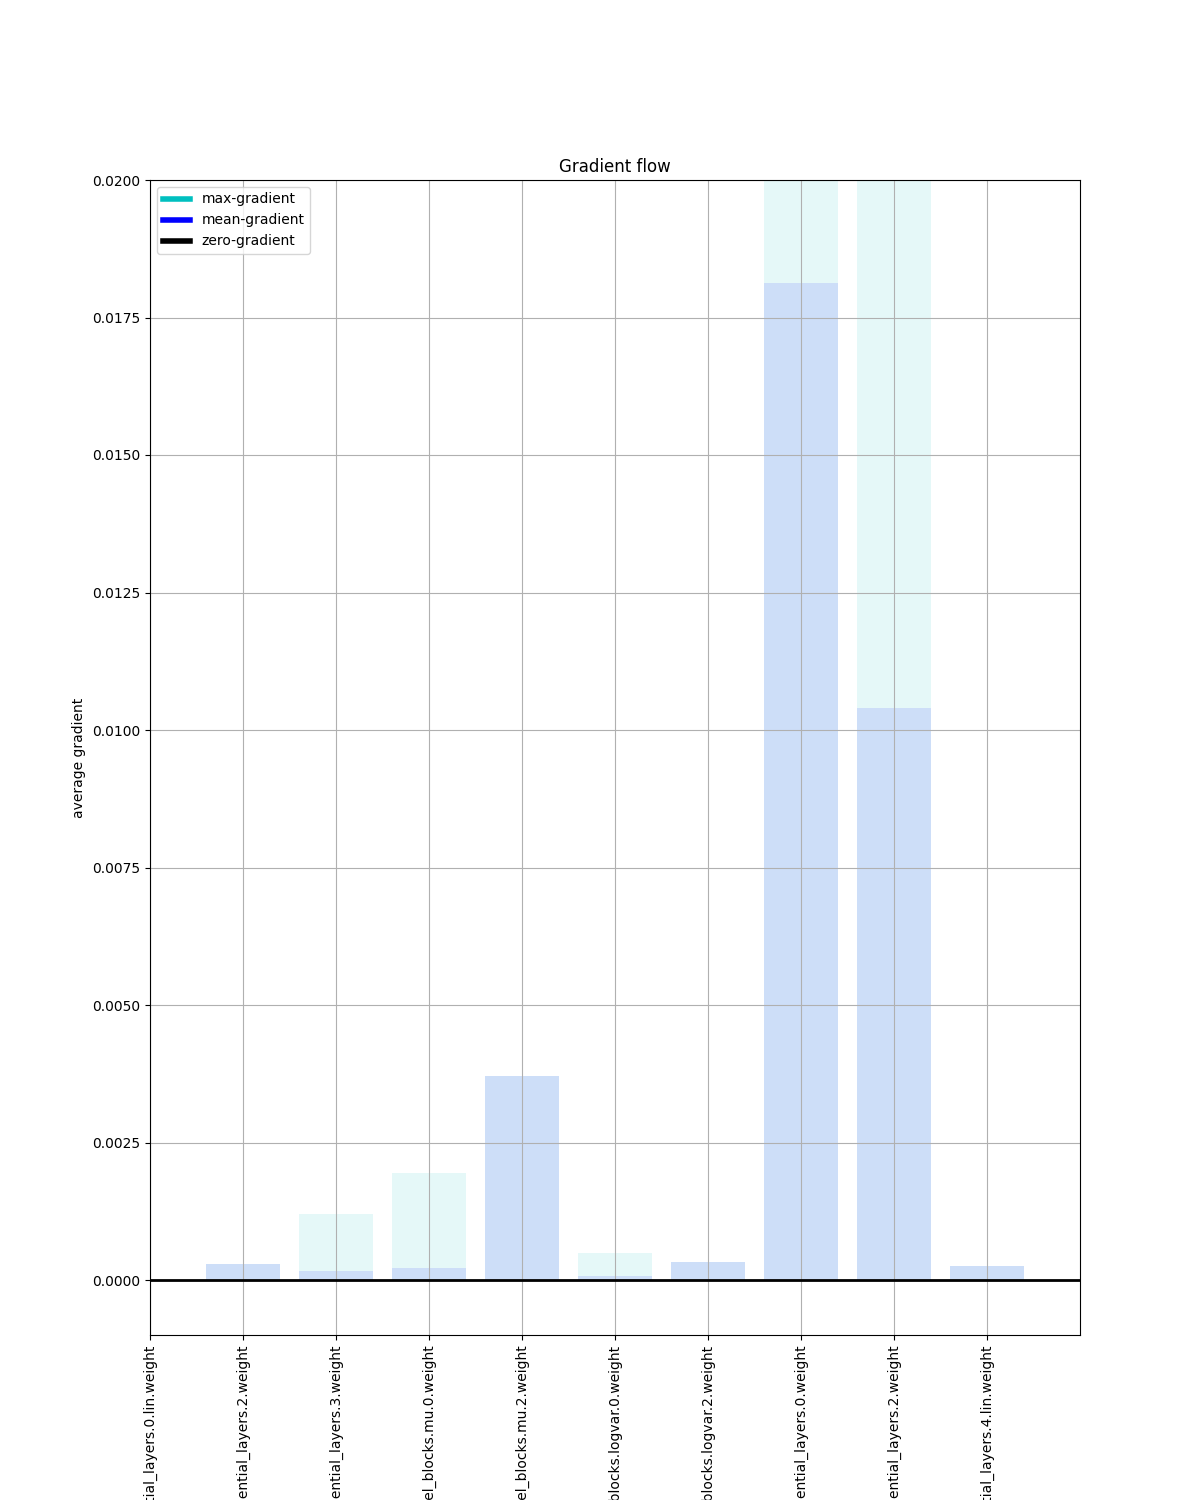 Gradient flow
max-gradient
mean-gradient
zero-gradient
0.0200
0.0175
0.0150
0.0125
0.0100
0.0075
0.0050
0.0025
0.0000
average gradient
tial_layers.0.lin.weight
ential_layers.2.weight
ential_layers.3.weight
el_blocks.mu.0.weight
el_blocks.mu.2.weight
blocks.logvar.0.weight
blocks.logvar.2.weight
ential_layers.0.weight
ential_layers.2.weight
tial_layers.4.lin.weight